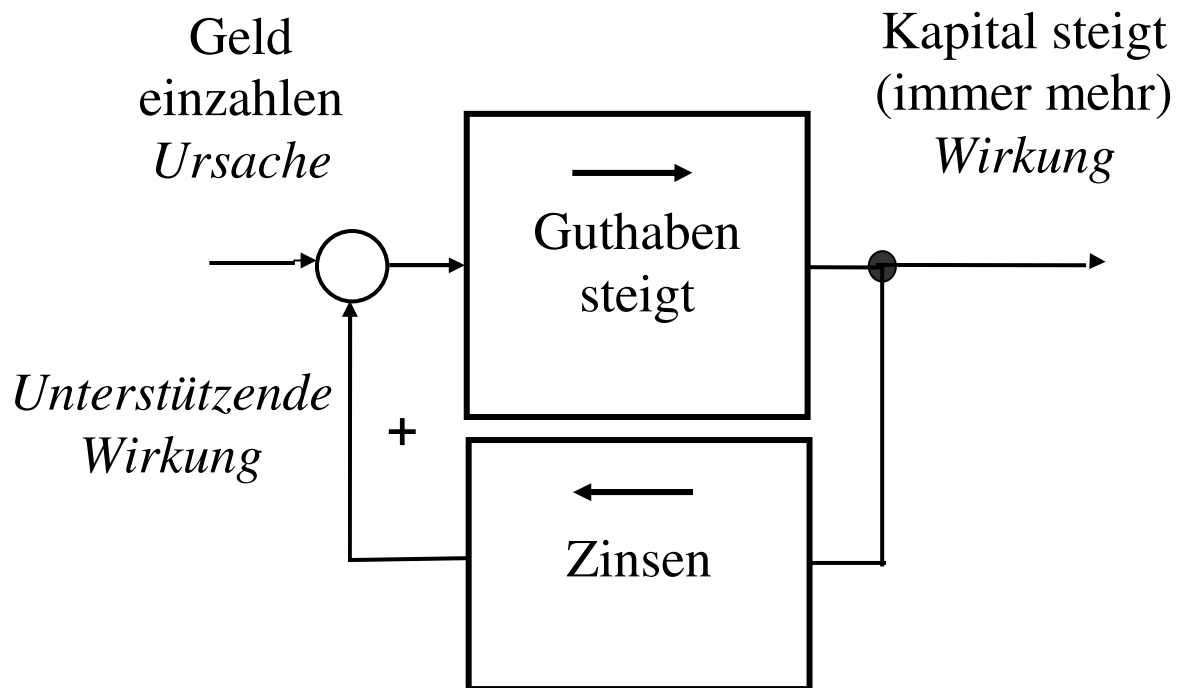 Geld
einzahlen
Ursache
Kapital steigt
(immer mehr)
Wirkung
Guthaben
steigt
Unterstützende
Wirkung
+
Zinsen